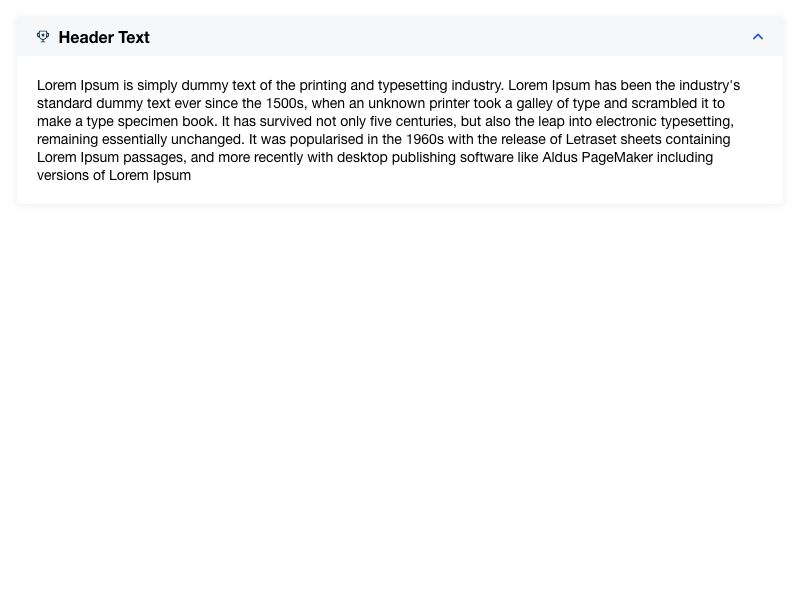 Header Text
Lorem Ipsum is simply dummy text of the printing and typesetting industry. Lorem Ipsum has been the industry's
standard dummy text ever since the 1500s, when an unknown printer took a galley of type and scrambled it to
make a type specimen book. It has survived not only five centuries, but also the leap into electronic typesetting,
remaining essentially unchanged. It was popularised in the 1960s with the release of Letraset sheets containing
Lorem Ipsum passages, and more recently with desktop publishing software like Aldus PageMaker including
versions of Lorem Ipsum